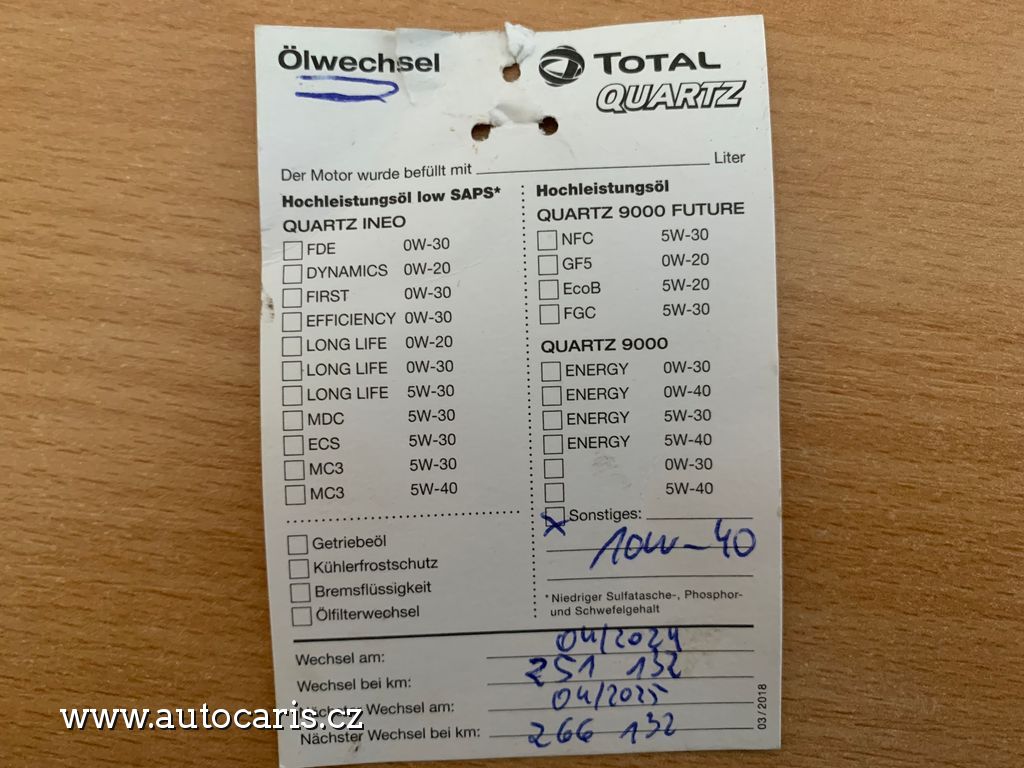 Ölwechsel
TOTAL
QUARTZ
Der Motor wurde befüllt mit Liter
Hochleistungsöl low SAPS*
QUARTZ INEO
FDE 0W-30
DYNAMICS 0W-20
FIRST 0W-30
EFFICIENCY 0W-30
LONG LIFE 0W-20
LONG LIFE 0W-30
LONG LIFE 5W-30
MDC 5W-30
ECS 5W-30
MC3 5W-30
MC3 5W-40
Getriebeöl
Kühlerfrostschutz
Bremsflüssigkeit
Ölfilterwechsel
Hochleistungsöl
QUARTZ 9000 FUTURE
NFC 5W-30
GF5 0W-20
EcoB 5W-20
FGC 5W-30
QUARTZ 9000
ENERGY 0W-30
ENERGY 0W-40
ENERGY 5W-30
ENERGY 5W-40
0W-30
5W-40
X Sonstiges:
10W-40
*Niedriger Sulfatasche-, Phosphor-
und Schwefelgehalt
Wechsel am: 04/2024
Wechsel bei km: 251 132
Nächster Wechsel am: 04/2025
Nächster Wechsel bei km: 266 132
03/2018
www.autocaris.cz